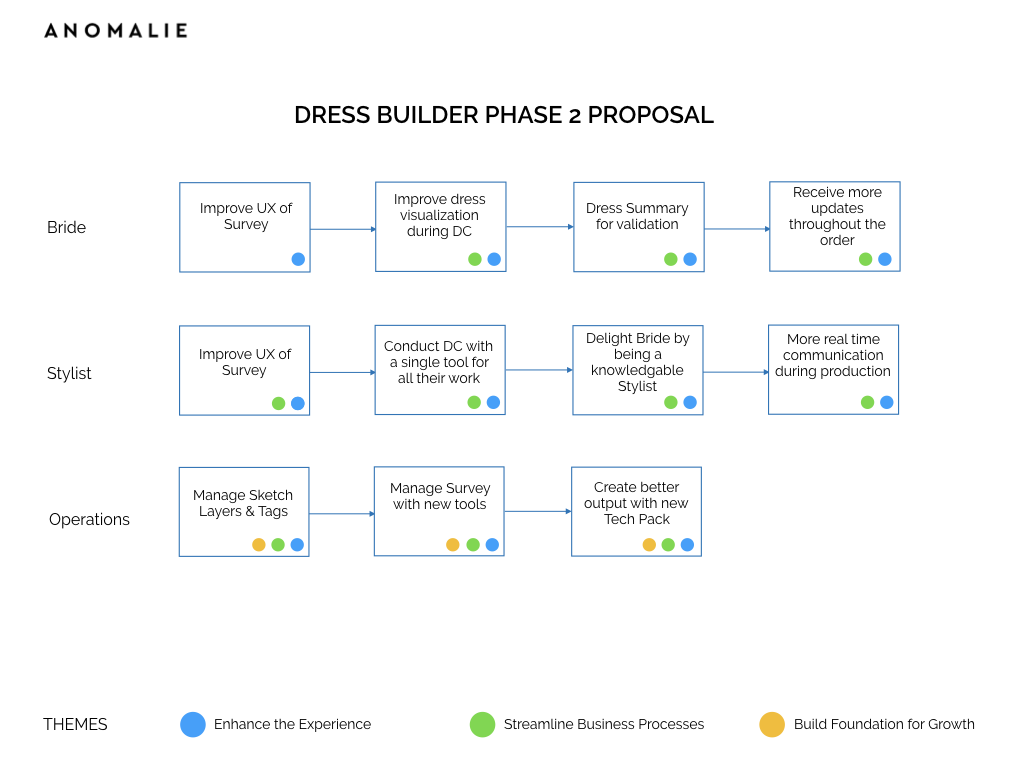 ANOMALIE
DRESS BUILDER PHASE 2 PROPOSAL
Bride
Improve UX of
Survey
Improve dress
visualization
during DC
Dress Summary
for validation
Receive more
updates
throughout the
order
Stylist
Improve UX of
Survey
Conduct DC with
a single tool for
all their work
Delight Bride by
being a
knowledgable
Stylist
More real time
communication
during production
Operations
Manage Sketch
Layers & Tags
Manage Survey
with new tools
Create better
output with new
Tech Pack
THEMES
Enhance the Experience
Streamline Business Processes
Build Foundation for Growth